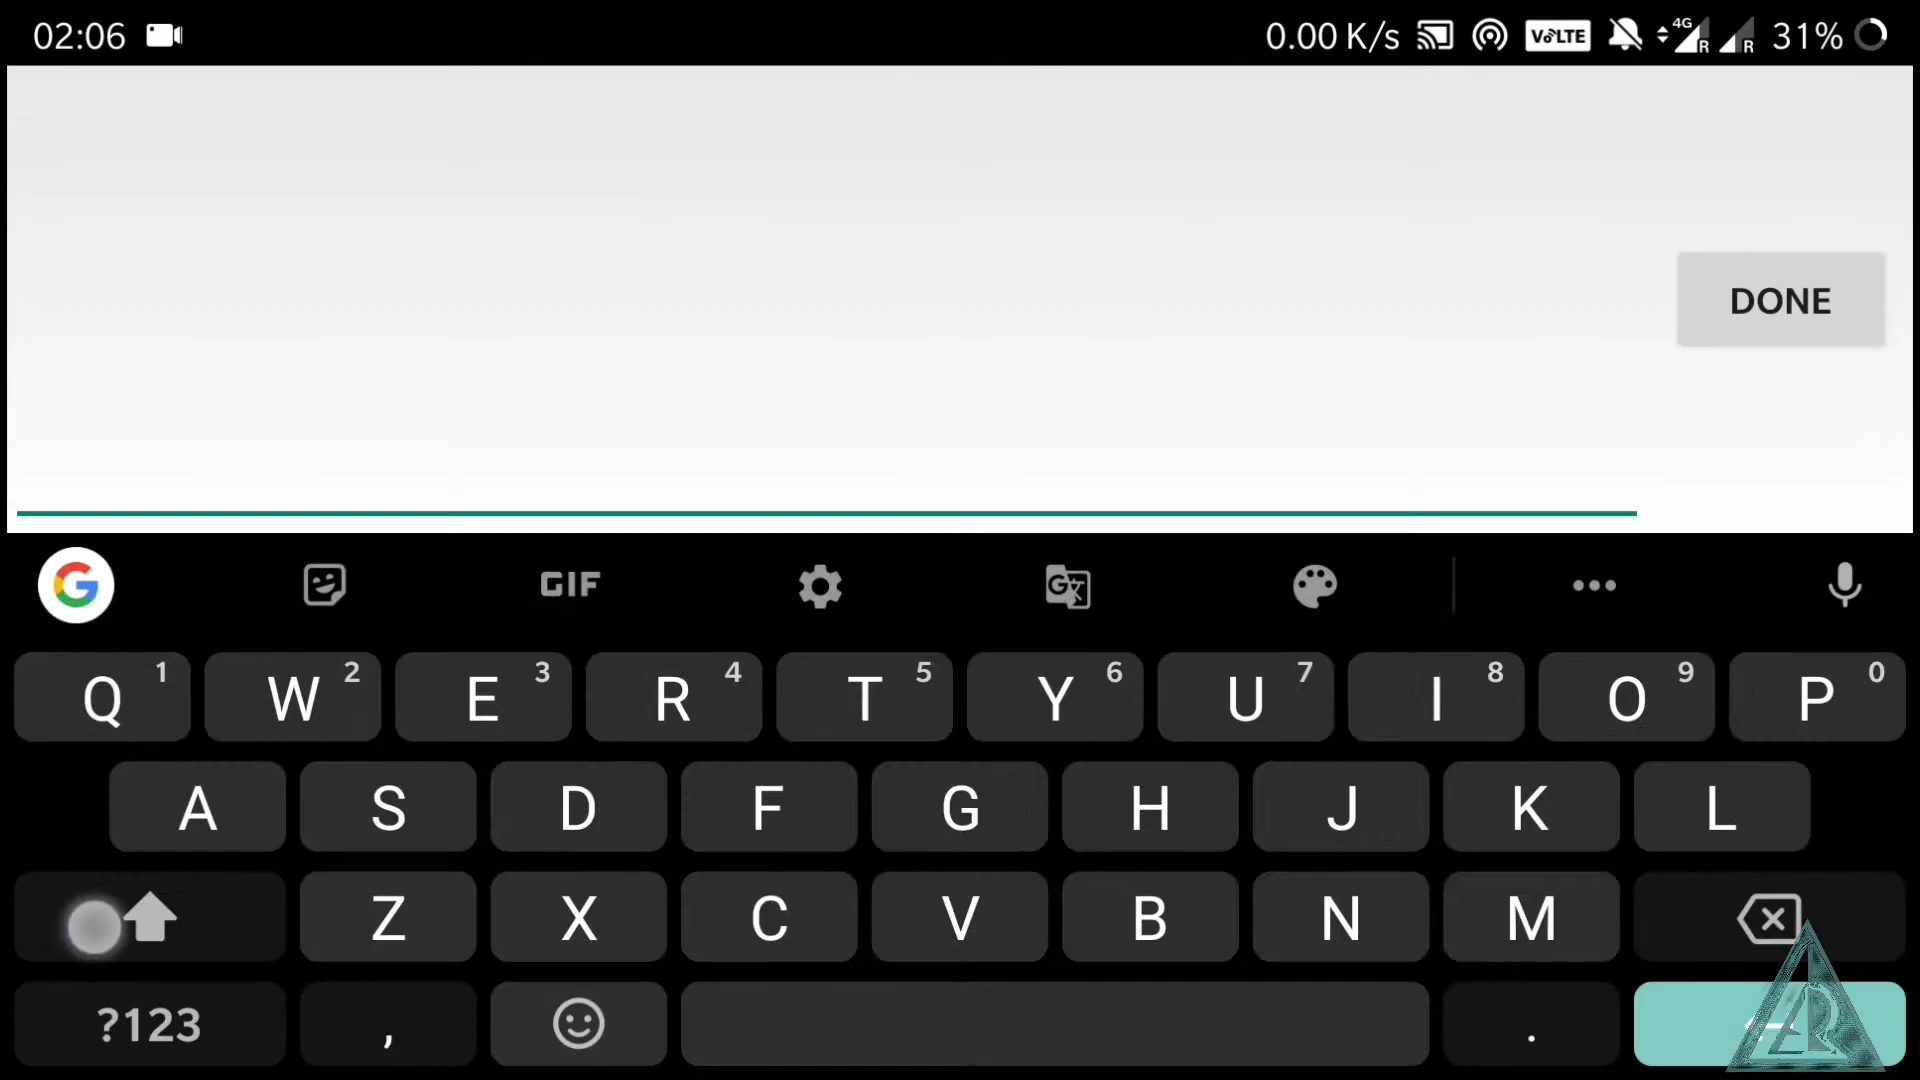 02:06 0.00 K/s VoLTE 4G R R 31%
DONE
G GIF G
Q 1 W 2 E 3 R 4 T 5 Y 6 U 7 I 8 O 9 P 0
A S D F G H J K L
Z X C V B N M
?123 , .